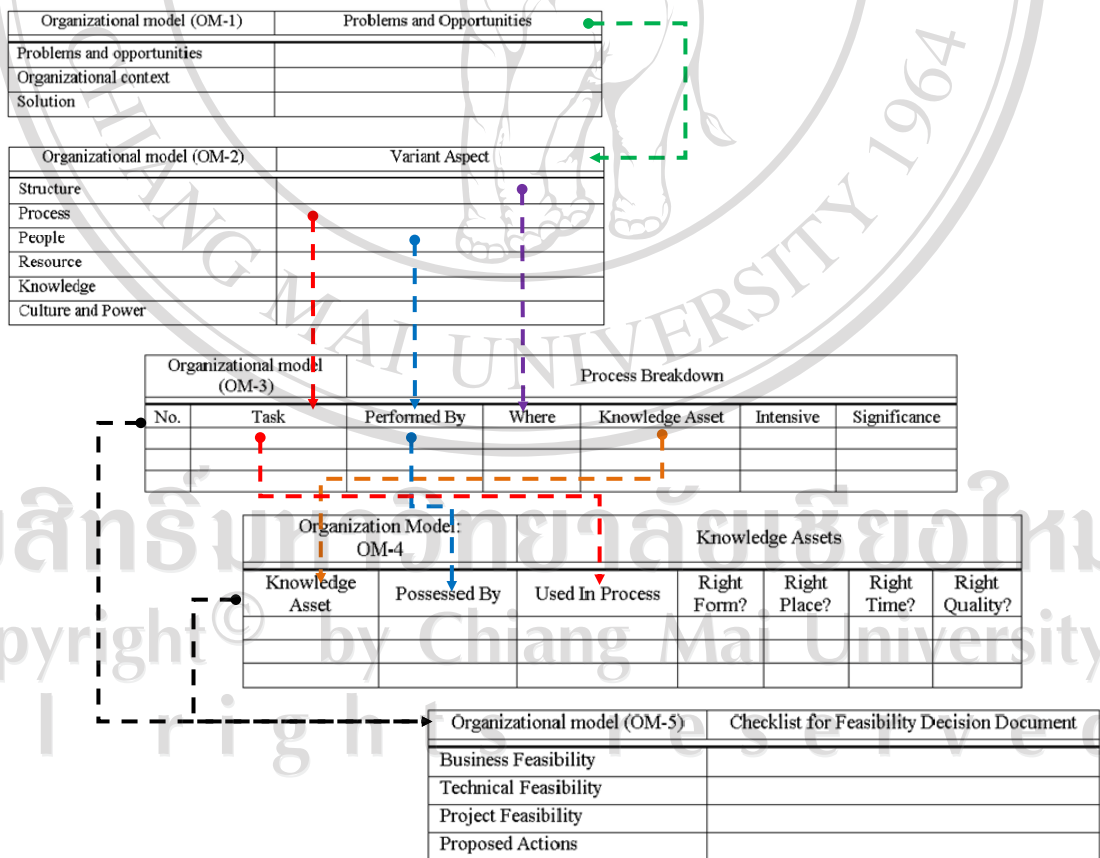 Organizational model (OM-1) Problems and Opportunities
Problems and opportunities
Organizational context
Solution
Organizational model (OM-2) Variant Aspect
Structure
Process
People
Resource
Knowledge
Culture and Power
Organizational model
(OM-3)
Process Breakdown
No. Task Performed By Where Knowledge Asset Intensive Significance
Organization Model:
OM-4
Knowledge Assets
Knowledge
Asset
Possessed By
Used In Process
Right
Form?
Right
Place?
Right
Time?
Right
Quality?
Organizational model (OM-5) Checklist for Feasibility Decision Document
Business Feasibility
Technical Feasibility
Project Feasibility
Proposed Actions
CHIANG MAI UNIVERSITY 1964
by Chiang Mai University